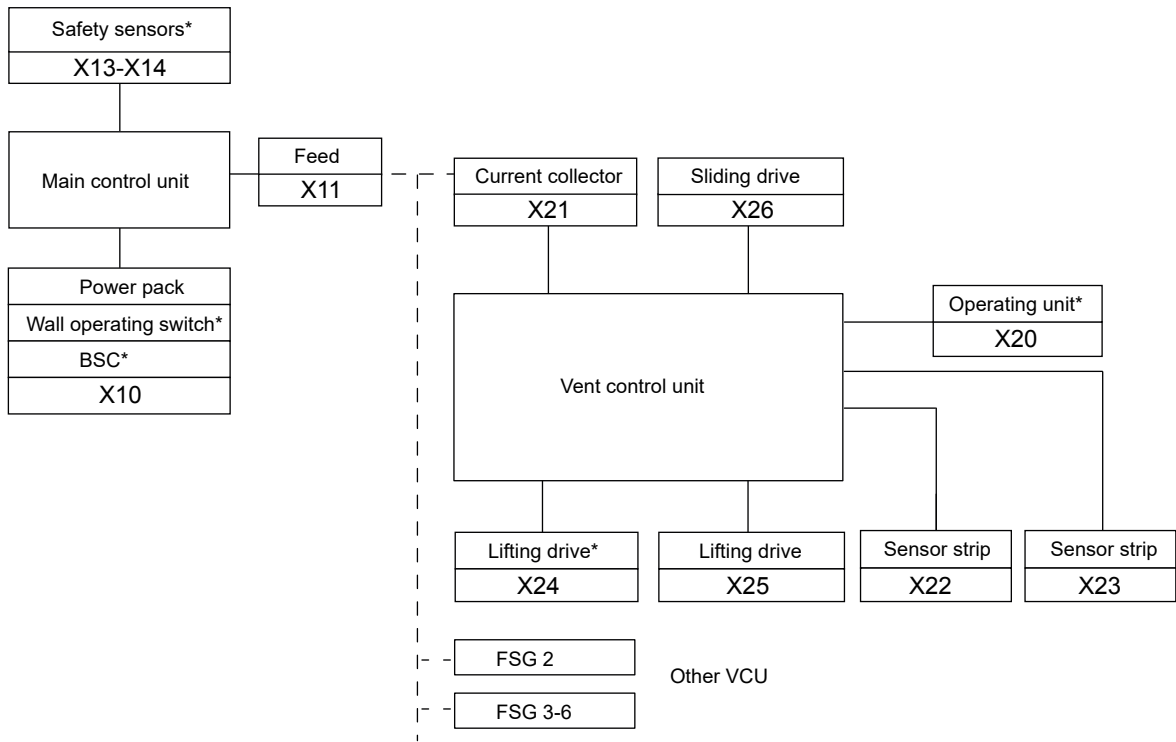 Safety sensors*
X13-X14
Main control unit
Feed
X11
Power pack
Wall operating switch*
BSC*
X10
Current collector
X21
Sliding drive
X26
Operating unit*
X20
Vent control unit
Lifting drive*
X24
Lifting drive
X25
Sensor strip
X22
Sensor strip
X23
FSG 2
Other VCU
FSG 3-6